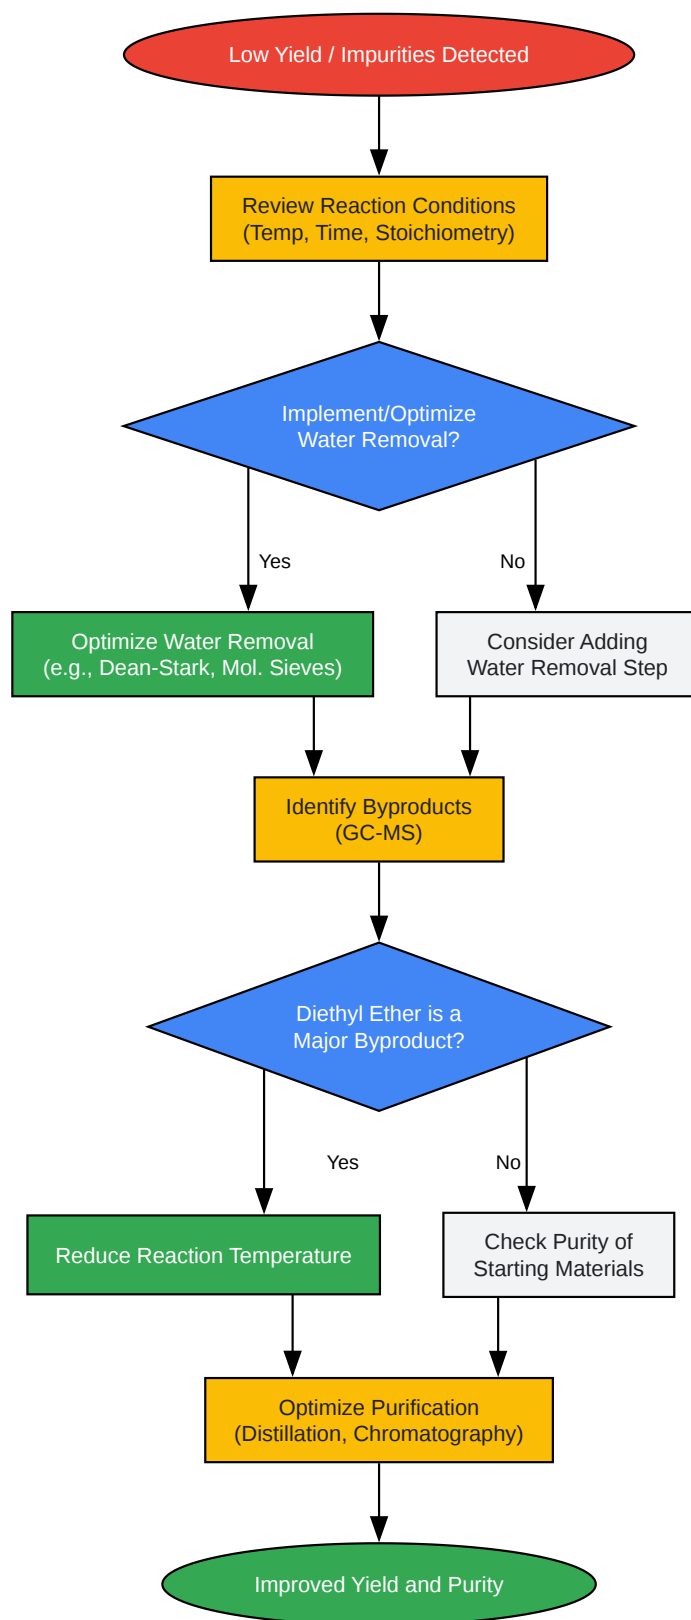 Low Yield / Impurities Detected
Review Reaction Conditions
(Temp, Time, Stoichiometry)
Implement/Optimize
Water Removal?
Yes
No
Optimize Water Removal
(e.g., Dean-Stark, Mol. Sieves)
Consider Adding
Water Removal Step
Identify Byproducts
(GC-MS)
Diethyl Ether is a
Major Byproduct?
Yes
No
Reduce Reaction Temperature
Check Purity of
Starting Materials
Optimize Purification
(Distillation, Chromatography)
Improved Yield and Purity